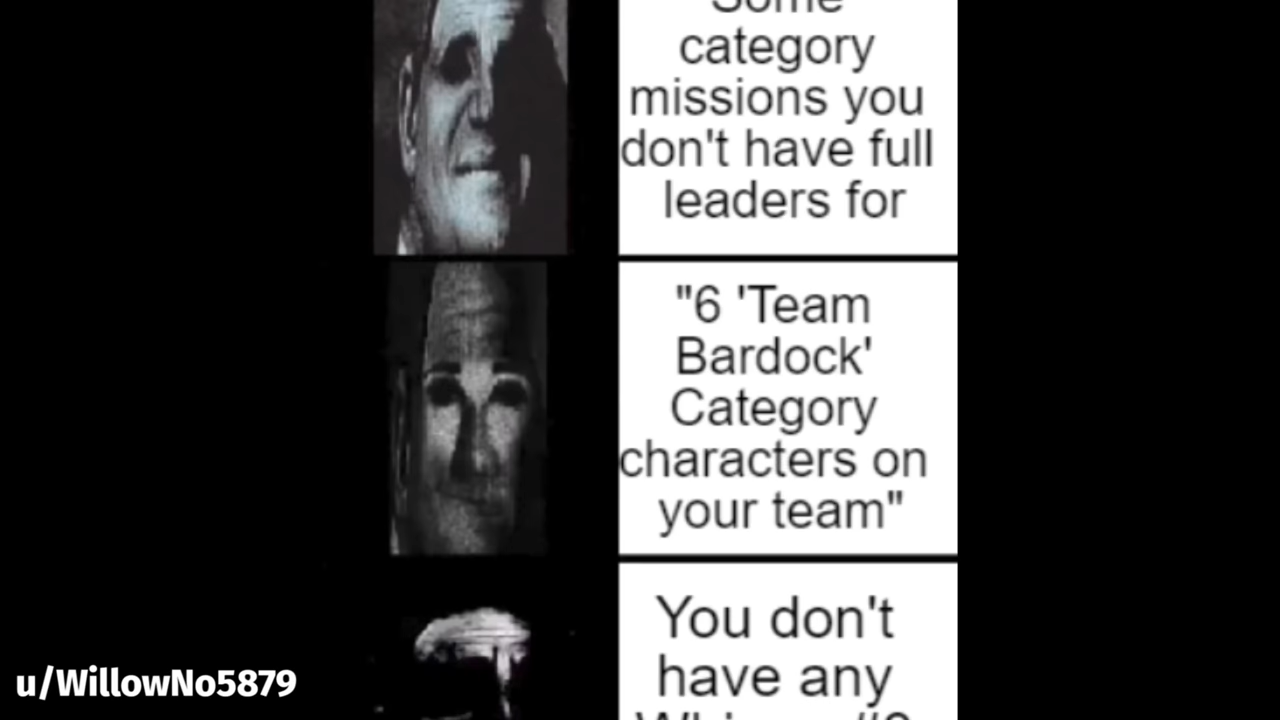 Some
category
missions you
don't have full
leaders for
"6 'Team
Bardock'
Category
characters on
your team"
You don't
have any
u/WillowNo5879